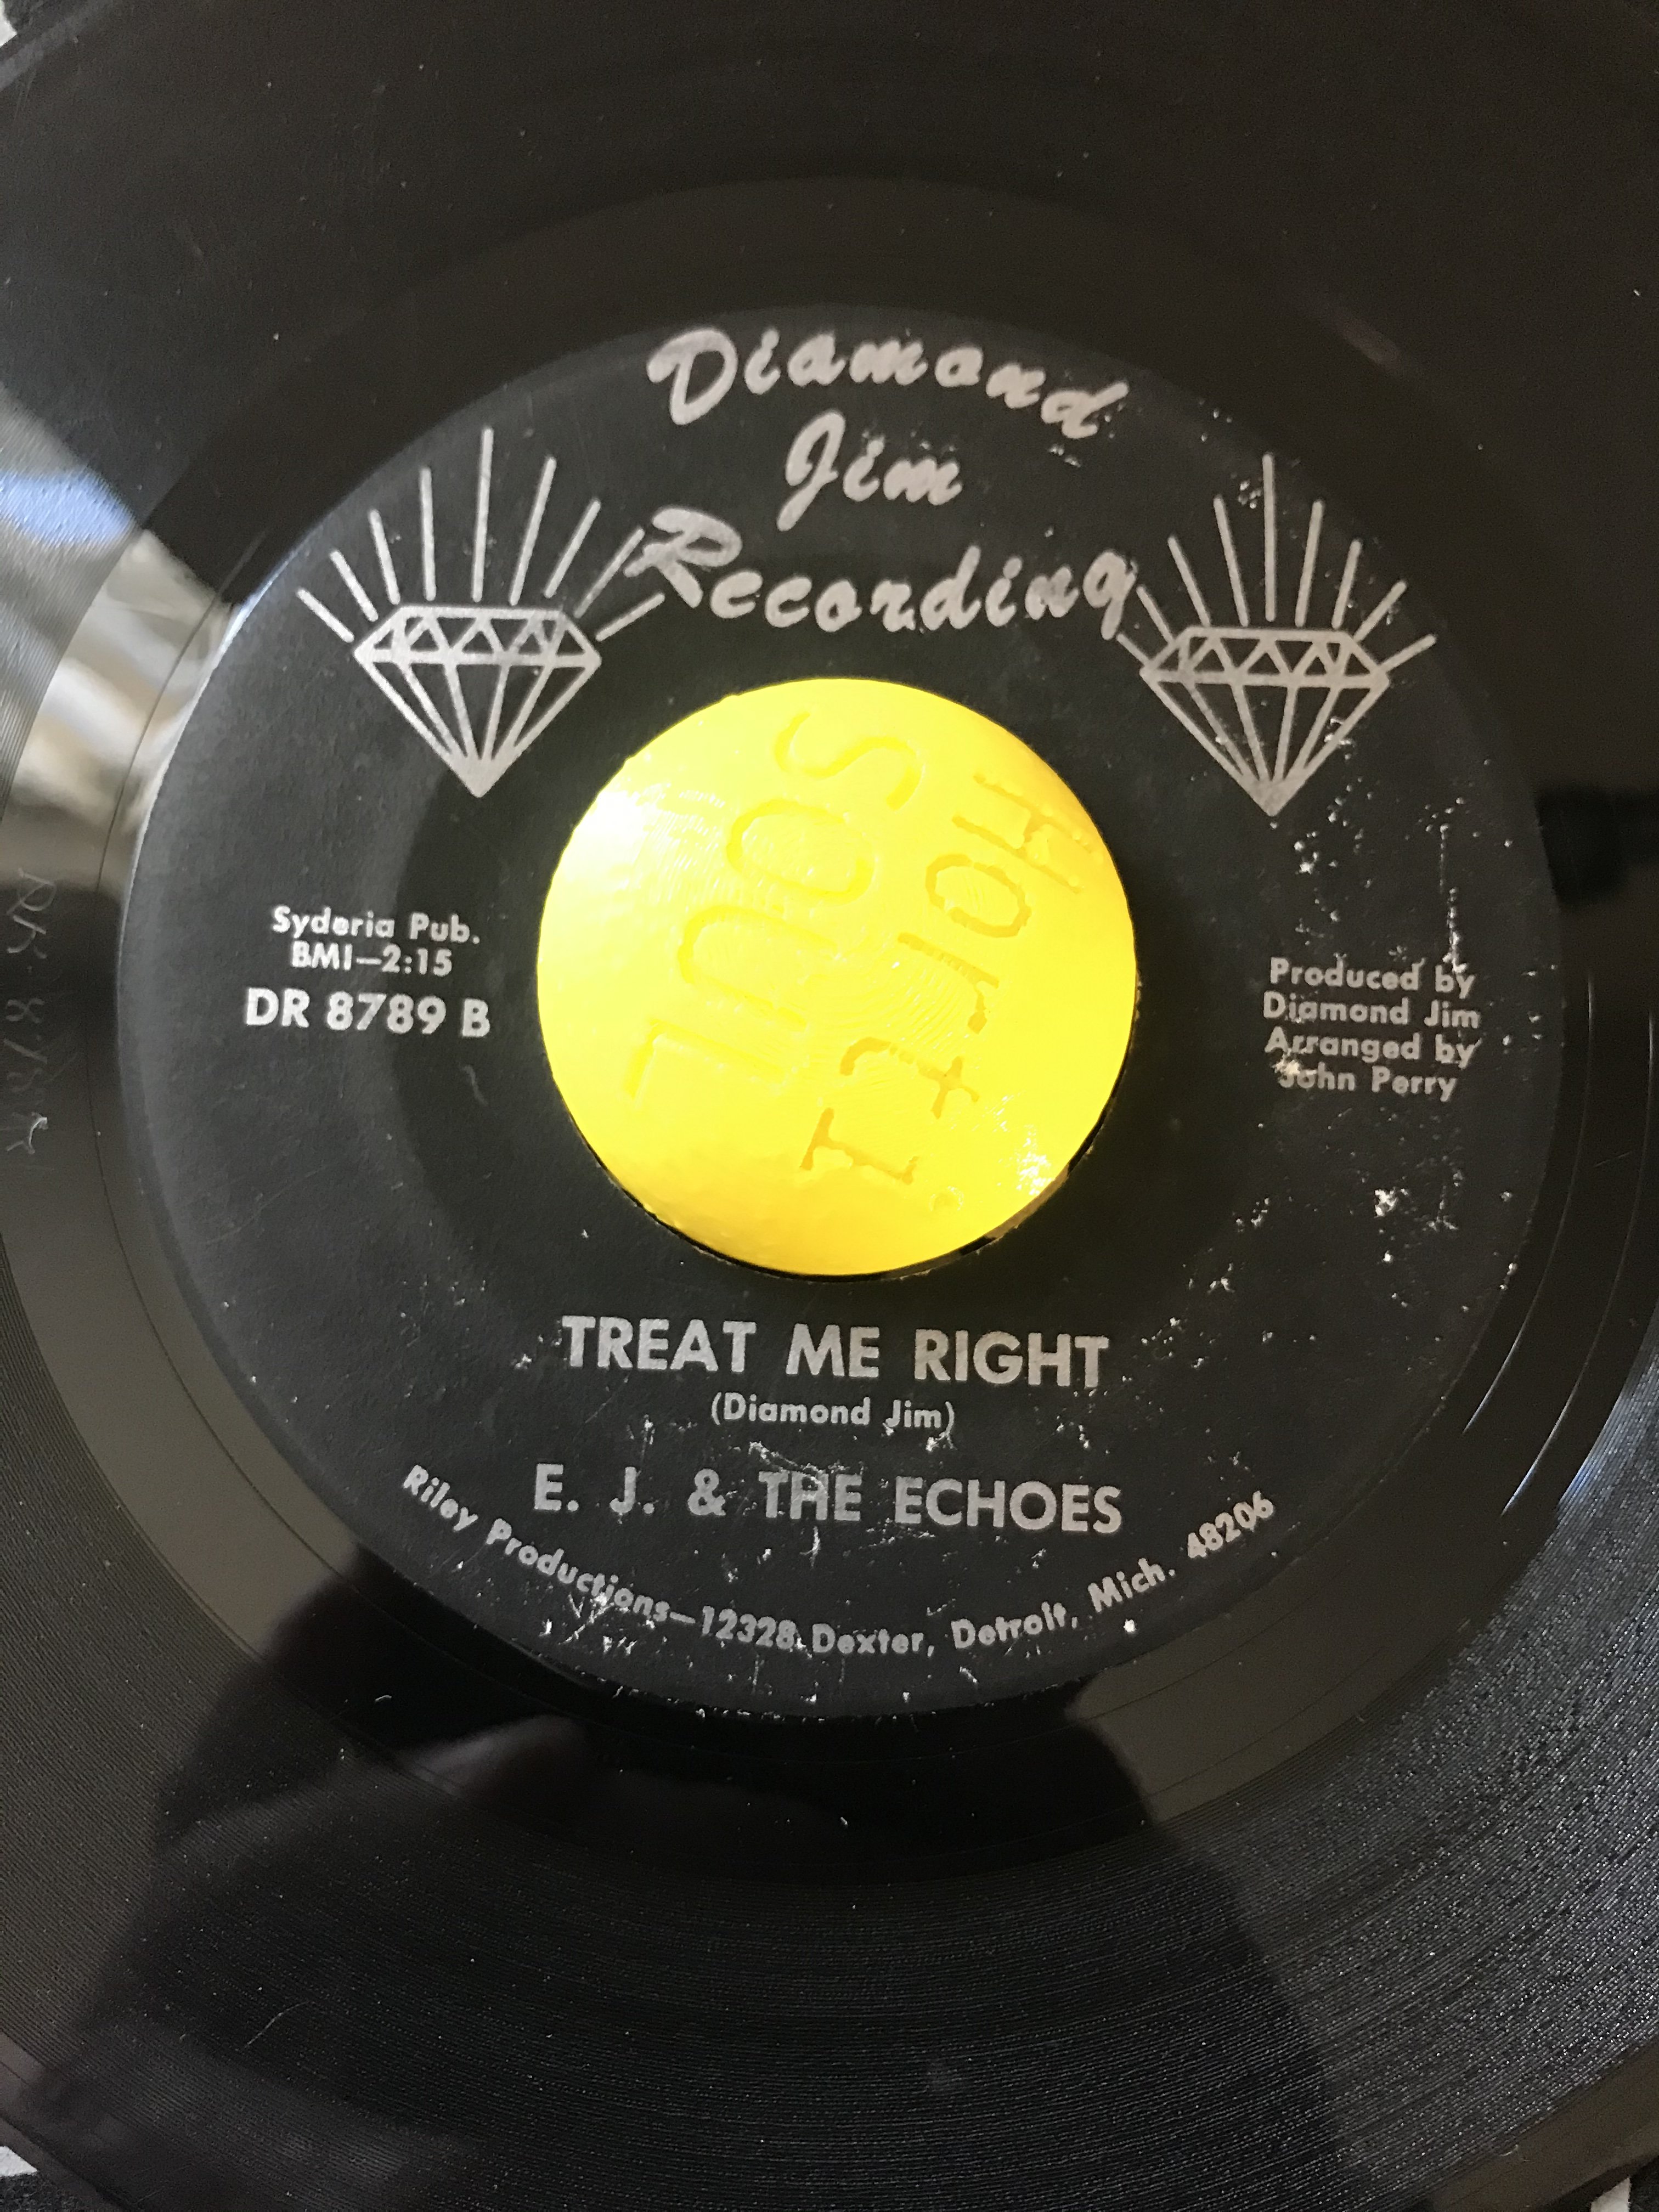 Diamond
Jim
Recording
Syderia Pub.
BMI—2:15
DR 8789 B
Produced by
Diamond Jim
Arranged by
John Perry
SOUL
TREAT ME RIGHT
(Diamond Jim)
E. J. & THE ECHOES
Riley Productions—12328 Dexter, Detroit, Mich. 48206